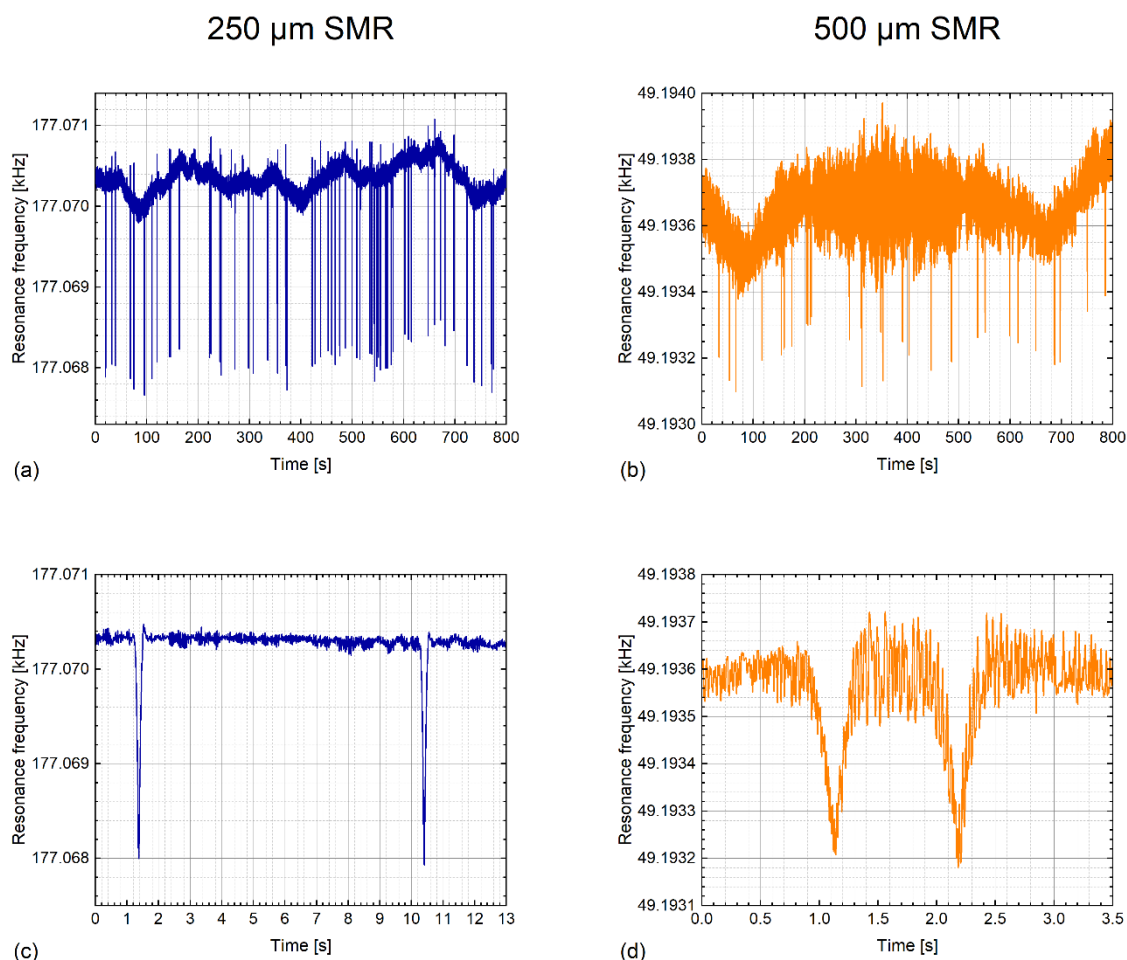 250 µm SMR
500 µm SMR
Resonance frequency [kHz]
177.071
177.070
177.069
177.068
0 100 200 300 400 500 600 700 800
Time [s]
(a)
Resonance frequency [kHz]
49.1940
49.1938
49.1936
49.1934
49.1932
49.1930
0 100 200 300 400 500 600 700 800
Time [s]
(b)
Resonance frequency [kHz]
177.071
177.070
177.069
177.068
0 1 2 3 4 5 6 7 8 9 10 11 12 13
Time [s]
(c)
Resonance frequency [kHz]
49.1938
49.1937
49.1936
49.1935
49.1934
49.1933
49.1932
49.1931
0.0 0.5 1.0 1.5 2.0 2.5 3.0 3.5
Time [s]
(d)